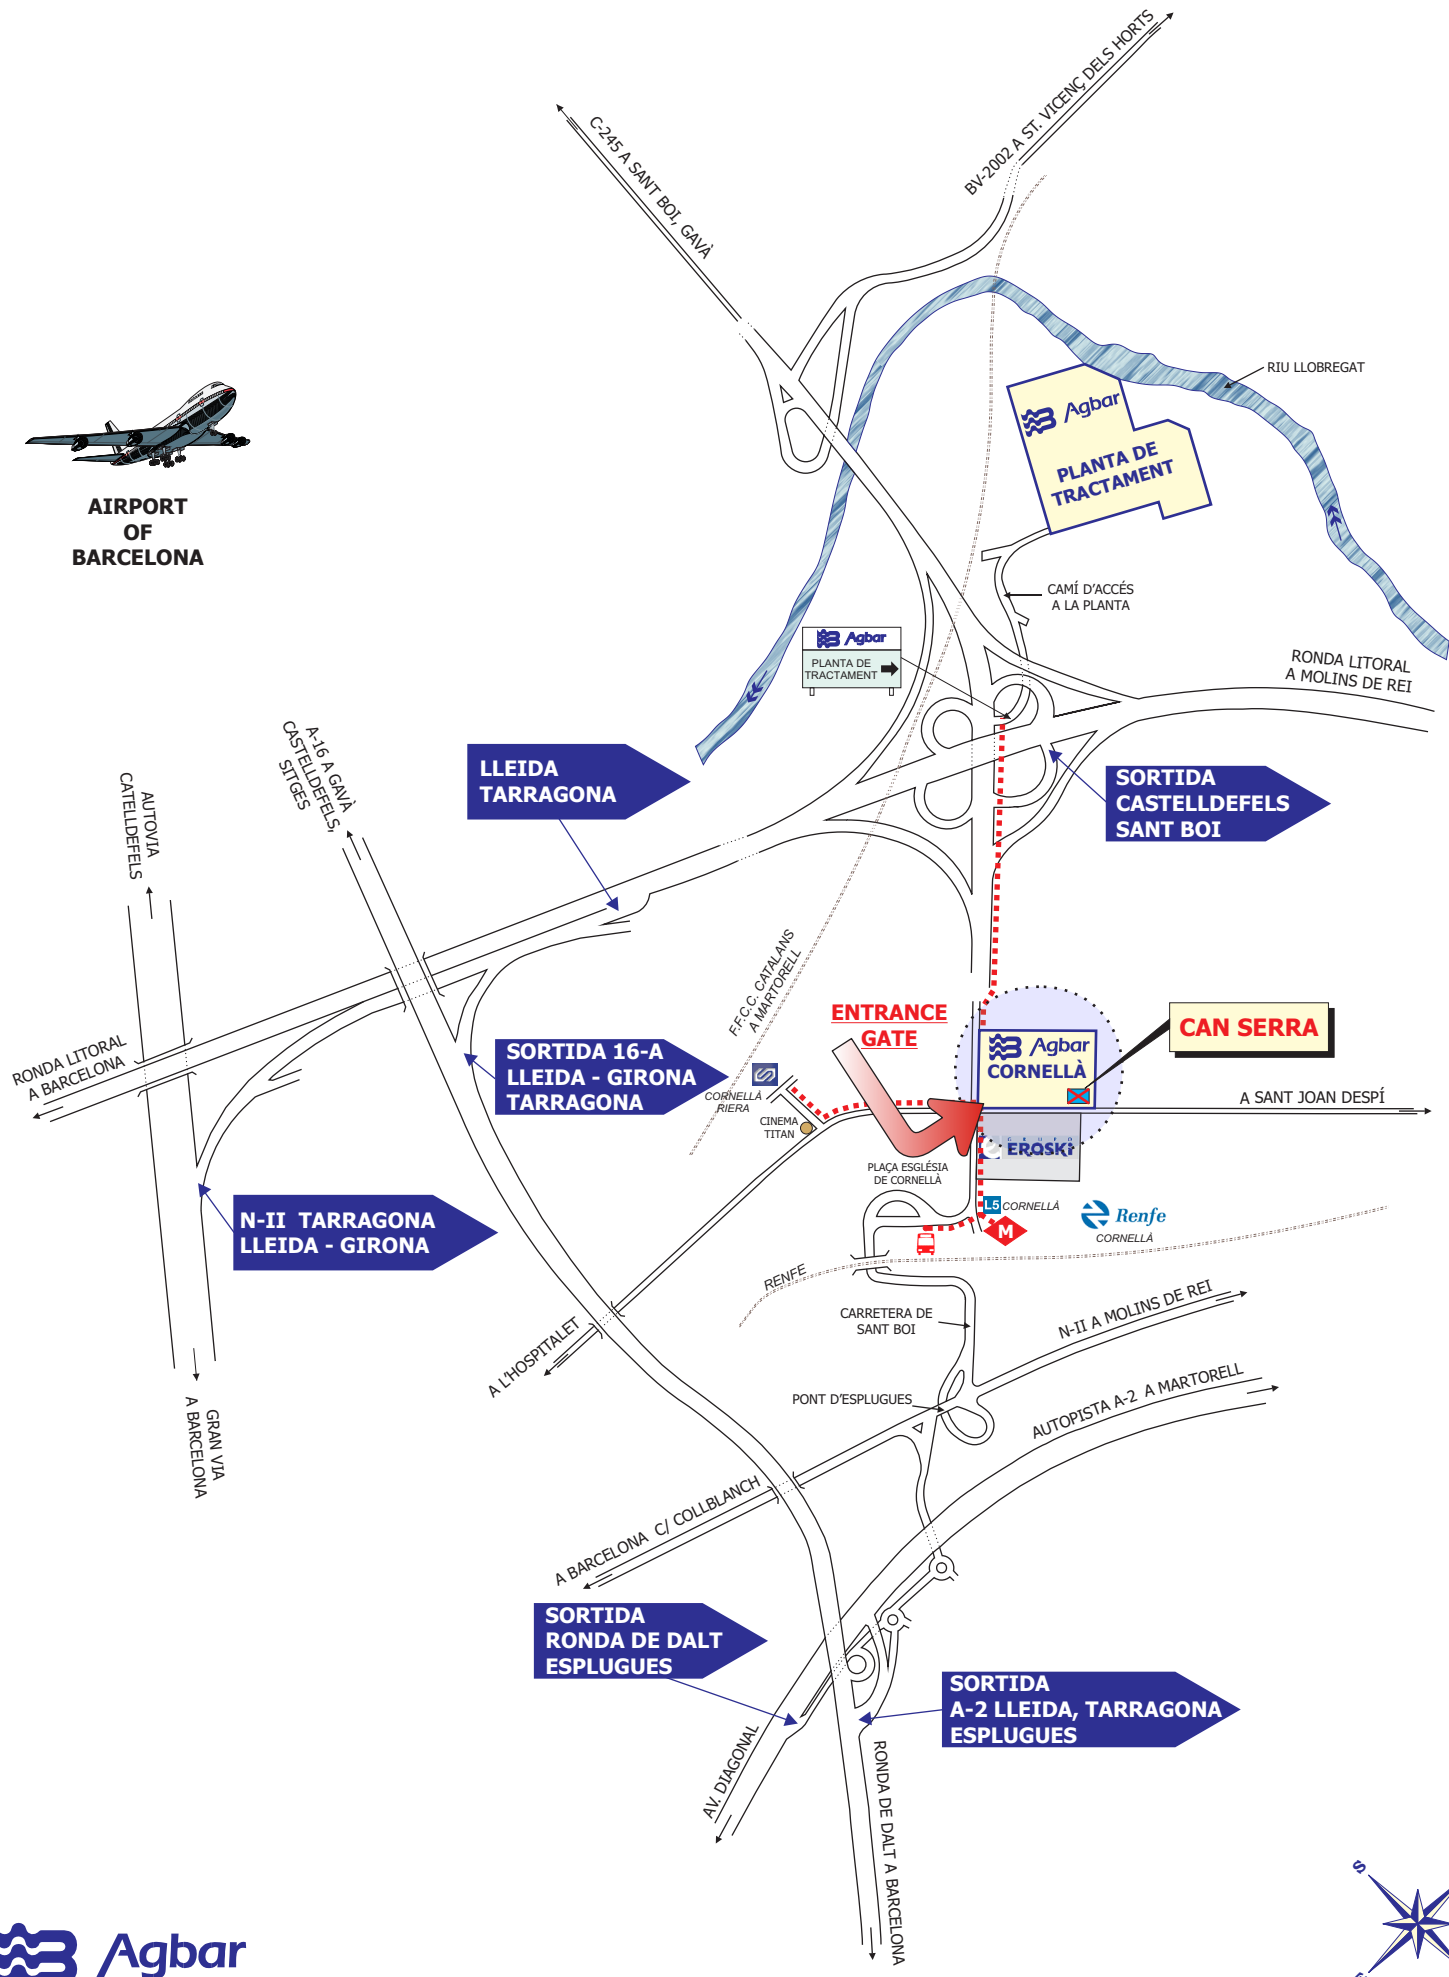 BV-2002 A ST. VICENÇ DELS HORTS
C-245 A SANT BOI, GAVÀ
RIU LLOBREGAT
Agbar
PLANTA DE
TRACTAMENT
AIRPORT
OF
BARCELONA
CAMÍ D'ACCÉS
A LA PLANTA
Agbar
PLANTA DE
TRACTAMENT
RONDA LITORAL
A MOLINS DE REI
A-16 A GAVÀ
CASTELLDEFELS,
SITGES
LLEIDA
TARRAGONA
SORTIDA
CASTELLDEFELS
SANT BOI
AUTOVIA
CATELLDEFELS
F.F.C.C. CATALANS
A MARTORELL
ENTRANCE
GATE
Agbar
CORNELLÀ
CAN SERRA
RONDA LITORAL
A BARCELONA
SORTIDA 16-A
LLEIDA - GIRONA
TARRAGONA
CORNELLÀ
RIERA
CINEMA
TITAN
A SANT JOAN DESPÍ
GRUPO
EROSKI
PLAÇA ESGLÉSIA
DE CORNELLÀ
N-II TARRAGONA
LLEIDA - GIRONA
L5 CORNELLÀ
M
Renfe
CORNELLÀ
RENFE
CARRETERA DE
SANT BOI
N-II A MOLINS DE REI
A L'HOSPITALET
PONT D'ESPLUGUES
AUTOPISTA A-2 A MARTORELL
GRAN VIA
A BARCELONA
A BARCELONA C/ COLLBLANCH
SORTIDA
RONDA DE DALT
ESPLUGUES
SORTIDA
A-2 LLEIDA, TARRAGONA
ESPLUGUES
AV. DIAGONAL
RONDA DE DALT A BARCELONA
S
Agbar